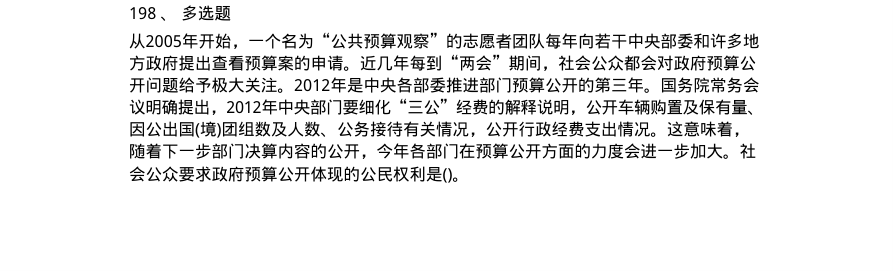 198 、 多选题
从2005年开始，一个名为“公共预算观察”的志愿者团队每年向若干中央部委和许多地
方政府提出查看预算案的申请。近几年每到“两会”期间，社会公众都会对政府预算公
开问题给予极大关注。2012年是中央各部委推进部门预算公开的第三年。国务院常务会
议明确提出，2012年中央部门要细化“三公”经费的解释说明，公开车辆购置及保有量、
因公出国(境)团组数及人数、公务接待有关情况，公开行政经费支出情况。这意味着，
随着下一步部门决算内容的公开，今年各部门在预算公开方面的力度会进一步加大。社
会公众要求政府预算公开体现的公民权利是()。